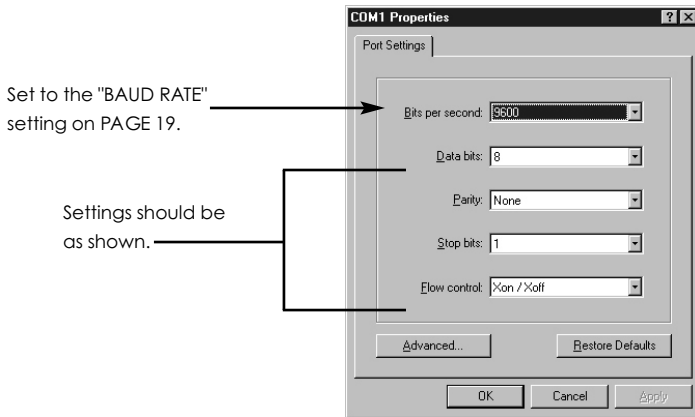 COM1 Properties
Port Settings
Set to the "BAUD RATE"
setting on PAGE 19.
Bits per second: 9600
Data bits: 8
Parity: None
Settings should be
as shown.
Stop bits: 1
Flow control: Xon / Xoff
Advanced...
Restore Defaults
OK
Cancel
Apply